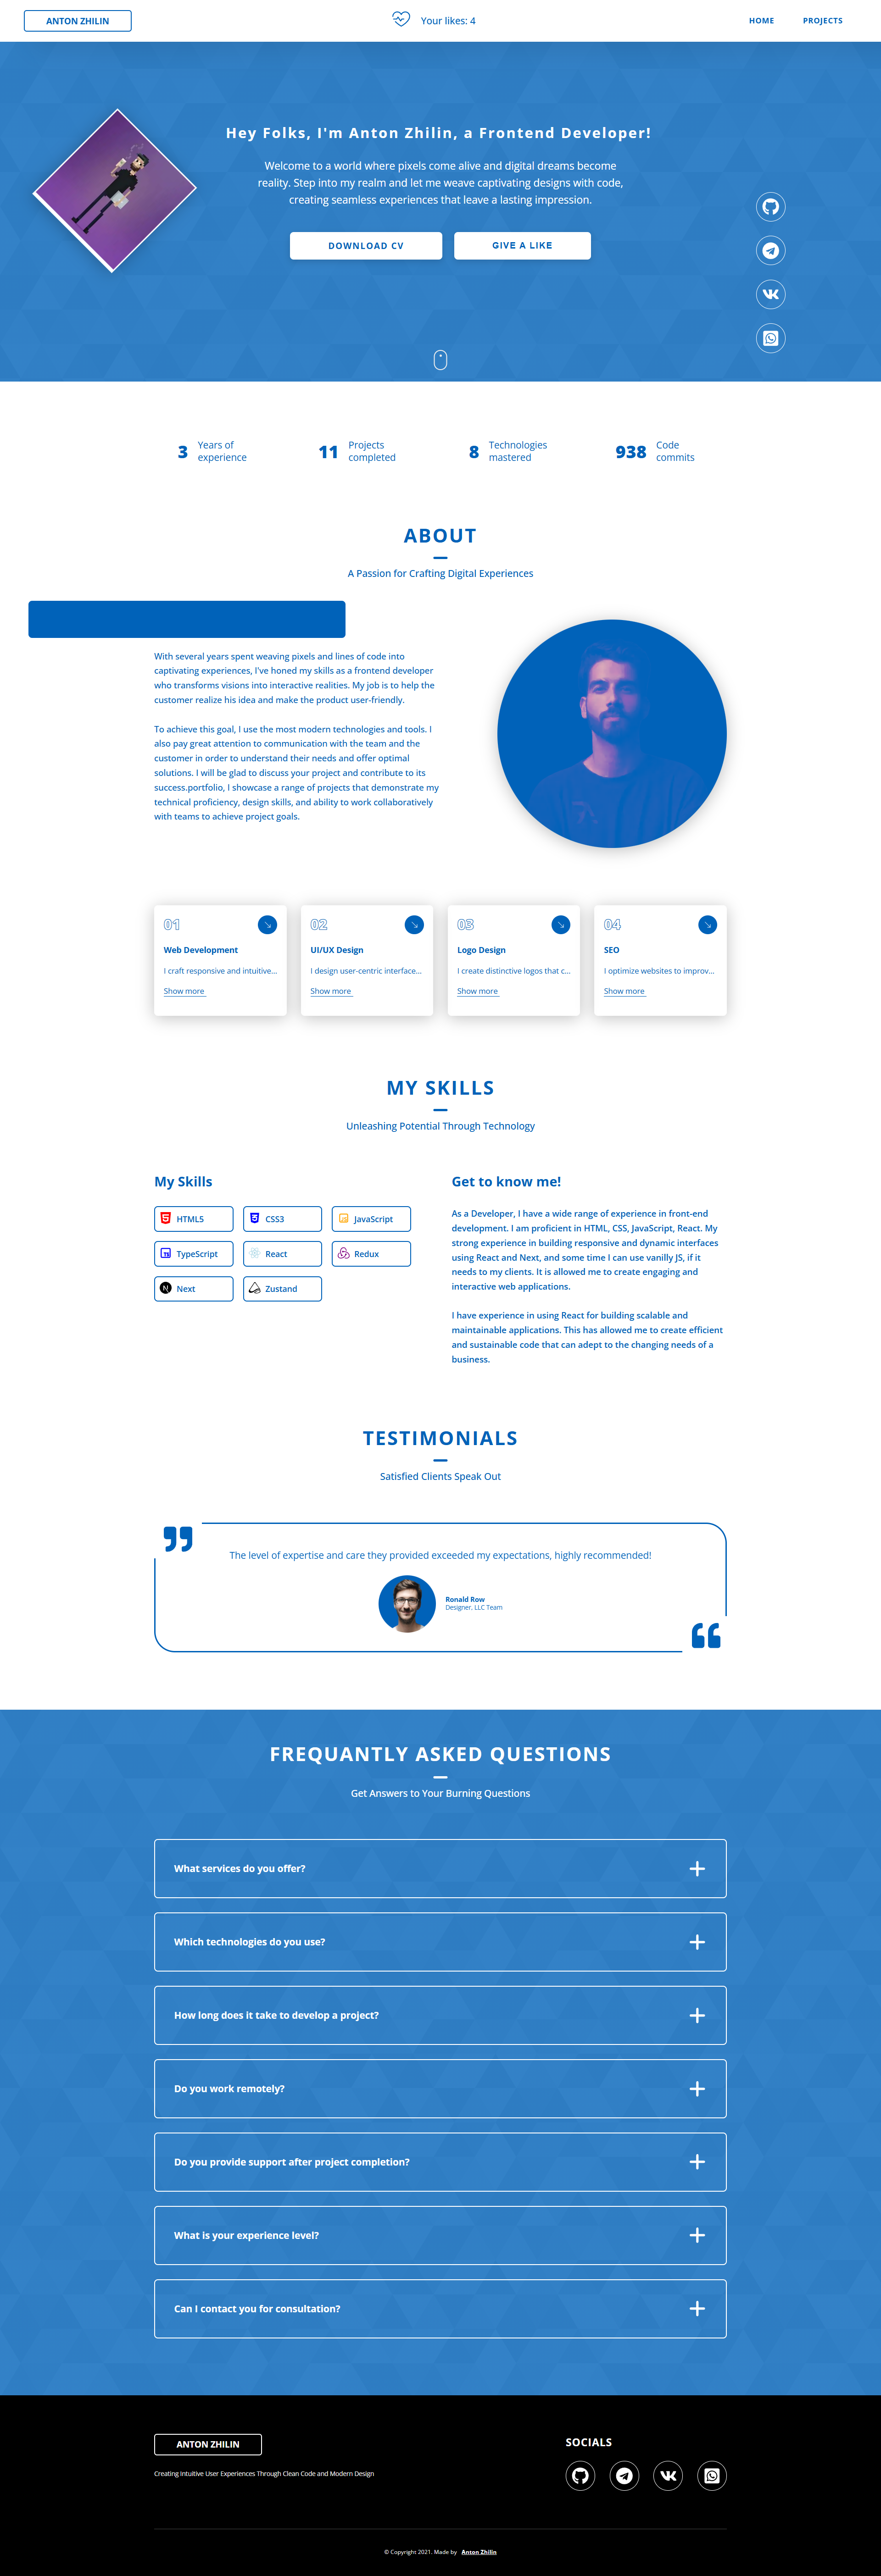 ANTON ZHILIN
Your likes: 4
HOME
PROJECTS
Hey Folks, I'm Anton Zhilin, a Frontend Developer!
Welcome to a world where pixels come alive and digital dreams become
reality. Step into my realm and let me weave captivating designs with code,
creating seamless experiences that leave a lasting impression.
DOWNLOAD CV
GIVE A LIKE
3
Years of
experience
11
Projects
completed
8
Technologies
mastered
938
Code
commits
ABOUT
A Passion for Crafting Digital Experiences
With several years spent weaving pixels and lines of code into
captivating experiences, I've honed my skills as a frontend developer
who transforms visions into interactive realities. My job is to help the
customer realize his idea and make the product user-friendly.
To achieve this goal, I use the most modern technologies and tools. I
also pay great attention to communication with the team and the
customer in order to understand their needs and offer optimal
solutions. I will be glad to discuss your project and contribute to its
success.portfolio, I showcase a range of projects that demonstrate my
technical proficiency, design skills, and ability to work collaboratively
with teams to achieve project goals.
01
Web Development
I craft responsive and intuitive...
Show more
02
UI/UX Design
I design user-centric interface...
Show more
03
Logo Design
I create distinctive logos that c...
Show more
04
SEO
I optimize websites to improv...
Show more
MY SKILLS
Unleashing Potential Through Technology
My Skills
HTML5
CSS3
JavaScript
TypeScript
React
Redux
Next
Zustand
Get to know me!
As a Developer, I have a wide range of experience in front-end
development. I am proficient in HTML, CSS, JavaScript, React. My
strong experience in building responsive and dynamic interfaces
using React and Next, and some time I can use vanilly JS, if it
needs to my clients. It is allowed me to create engaging and
interactive web applications.
I have experience in using React for building scalable and
maintainable applications. This has allowed me to create efficient
and sustainable code that can adept to the changing needs of a
business.
TESTIMONIALS
Satisfied Clients Speak Out
The level of expertise and care they provided exceeded my expectations, highly recommended!
Ronald Row
Designer, LLC Team
FREQUANTLY ASKED QUESTIONS
Get Answers to Your Burning Questions
What services do you offer?
Which technologies do you use?
How long does it take to develop a project?
Do you work remotely?
Do you provide support after project completion?
What is your experience level?
Can I contact you for consultation?
ANTON ZHILIN
Creating Intuitive User Experiences Through Clean Code and Modern Design
SOCIALS
© Copyright 2021. Made by Anton Zhilin